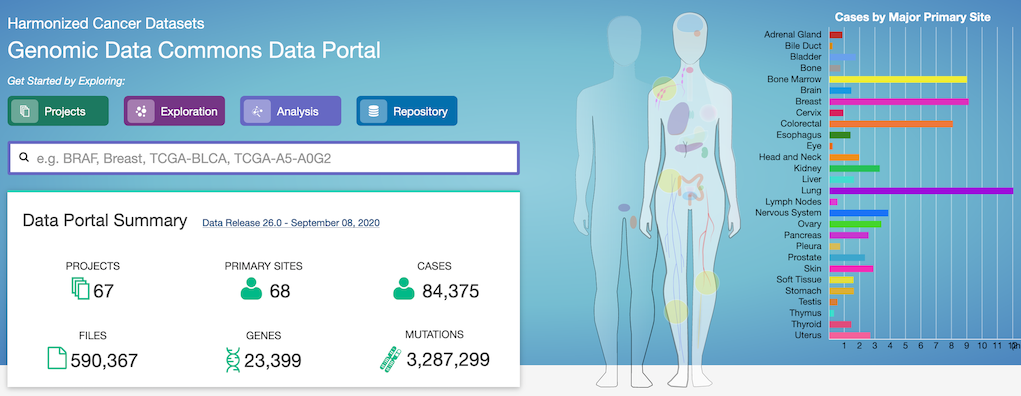 Harmonized Cancer Datasets
Genomic Data Commons Data Portal
Get Started by Exploring:
Projects
Exploration
Analysis
Repository
e.g. BRAF, Breast, TCGA-BLCA, TCGA-A5-A0G2
Data Portal Summary Data Release 26.0 - September 08, 2020
PROJECTS PRIMARY SITES CASES
67 68 84,375
FILES GENES MUTATIONS
590,367 23,399 3,287,299
Cases by Major Primary Site
Adrenal Gland
Bile Duct
Bladder
Bone
Bone Marrow
Brain
Breast
Cervix
Colorectal
Esophagus
Eye
Head and Neck
Kidney
Liver
Lung
Lymph Nodes
Nervous System
Ovary
Pancreas
Pleura
Prostate
Skin
Soft Tissue
Stomach
Testis
Thymus
Thyroid
Uterus
1 2 3 4 5 6 7 8 9 10 11